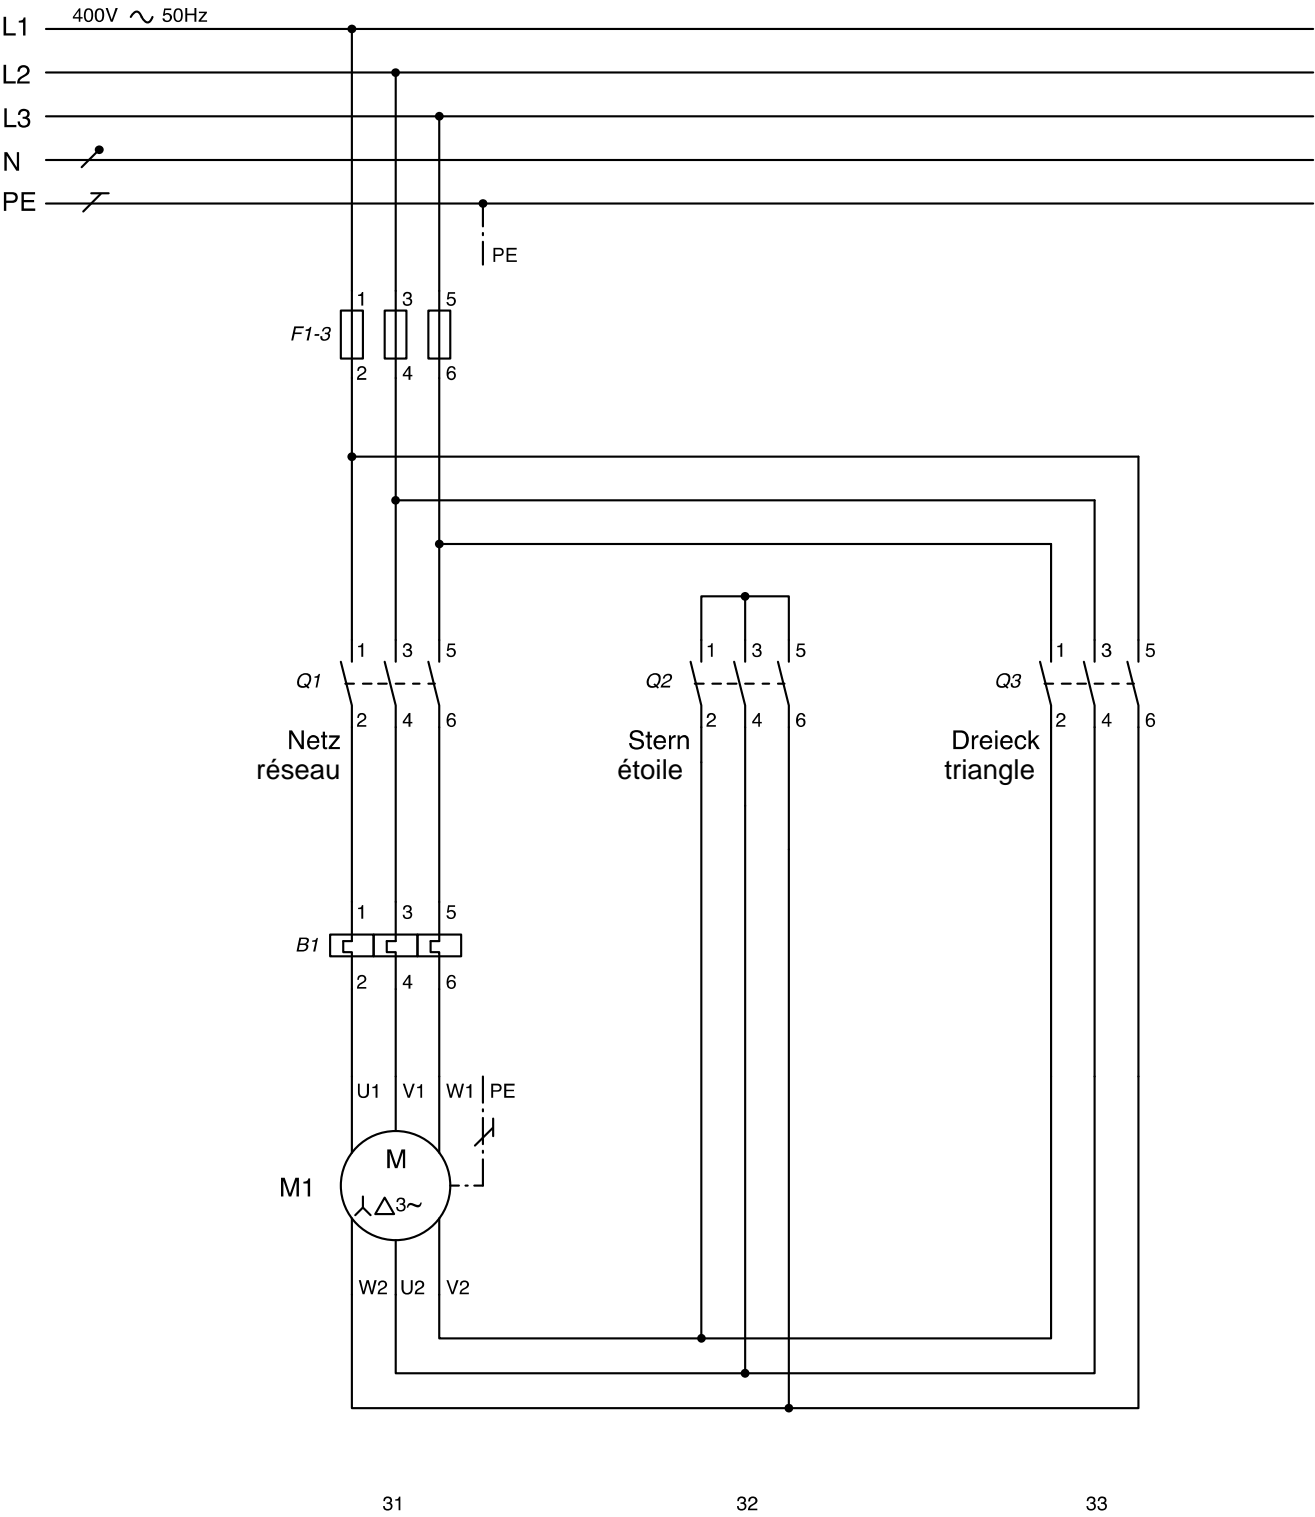 400V 50Hz
L1
L2
L3
N
PE
PE
1 3 5
F1-3
2 4 6
1 3 5 1 3 5 1 3 5
Q1 Q2 Q3
2 4 6 2 4 6 2 4 6
Netz Stern Dreieck
réseau étoile triangle
1 3 5
B1
2 4 6
U1 V1 W1 PE
M
M1
3~
W2 U2 V2
31 32 33